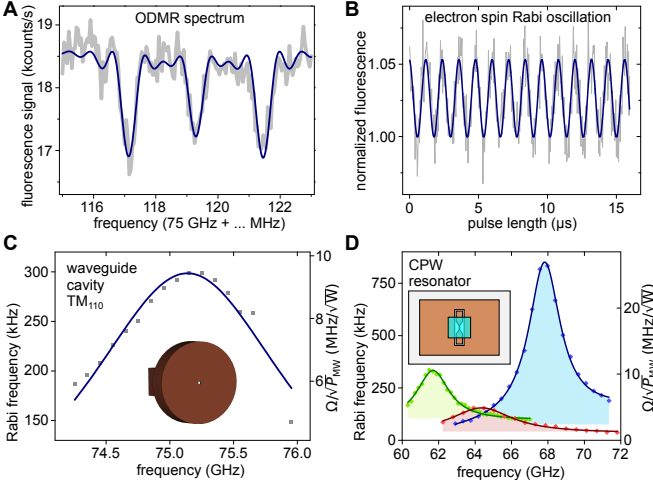 A
ODMR spectrum
fluorescence signal (kcounts/s)
19
18
17
116
118
120
122
frequency (75 GHz + ... MHz)
B
electron spin Rabi oscillation
normalized fluorescence
1.05
1.00
0
5
10
15
pulse length (µs)
C
waveguide
cavity
TM110
Rabi frequency (kHz)
300
250
200
150
10
8
6
Ω/√PMW (MHz/√W)
74.5
75.0
75.5
76.0
frequency (GHz)
D
CPW
resonator
Rabi frequency (kHz)
750
500
250
0
20
10
5
0
Ω/√PMW (MHz/√W)
60
62
64
66
68
70
72
frequency (GHz)